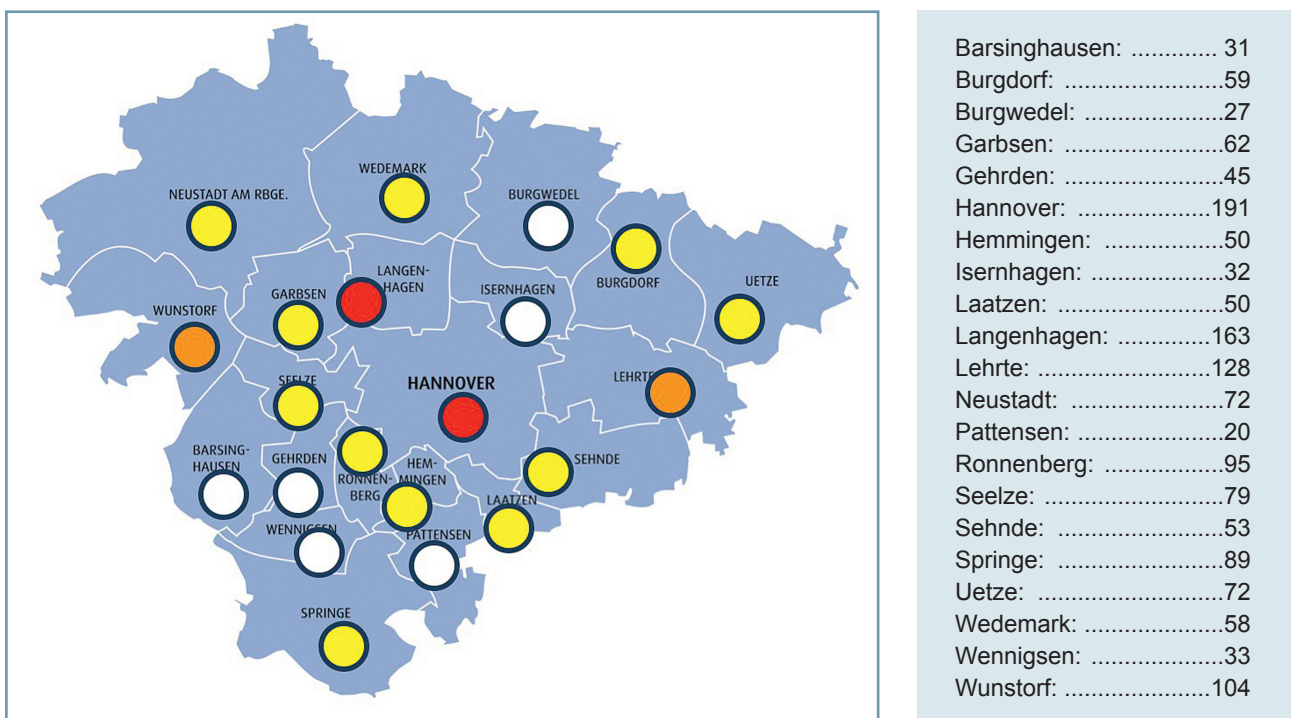 WEDEMARK
NEUSTADT AM RBGE.
BURGWEDEL
LANGEN-
HAGEN
BURGDORF
UETZE
ISERNHAGEN
GARBSEN
WUNSTORF
SEELZE
HANNOVER
LEHRTE
BARSING-
HAUSEN
GEHRDEN
RONNEN-
BERG
HEM-
MINGEN
SEHNDE
LAATZEN
WENNIGSEN
PATTENSEN
SPRINGE
Barsinghausen: ............. 31
Burgdorf: .......................59
Burgwedel: ....................27
Garbsen: .......................62
Gehrden: .......................45
Hannover: .....................191
Hemmingen: ..................50
Isernhagen: ...................32
Laatzen: ........................50
Langenhagen: ..............163
Lehrte: .........................128
Neustadt: ......................72
Pattensen: .....................20
Ronnenberg: ..................95
Seelze: ..........................79
Sehnde: .........................53
Springe: ........................89
Uetze: ...........................72
Wedemark: ....................58
Wennigsen: ...................33
Wunstorf: .....................104